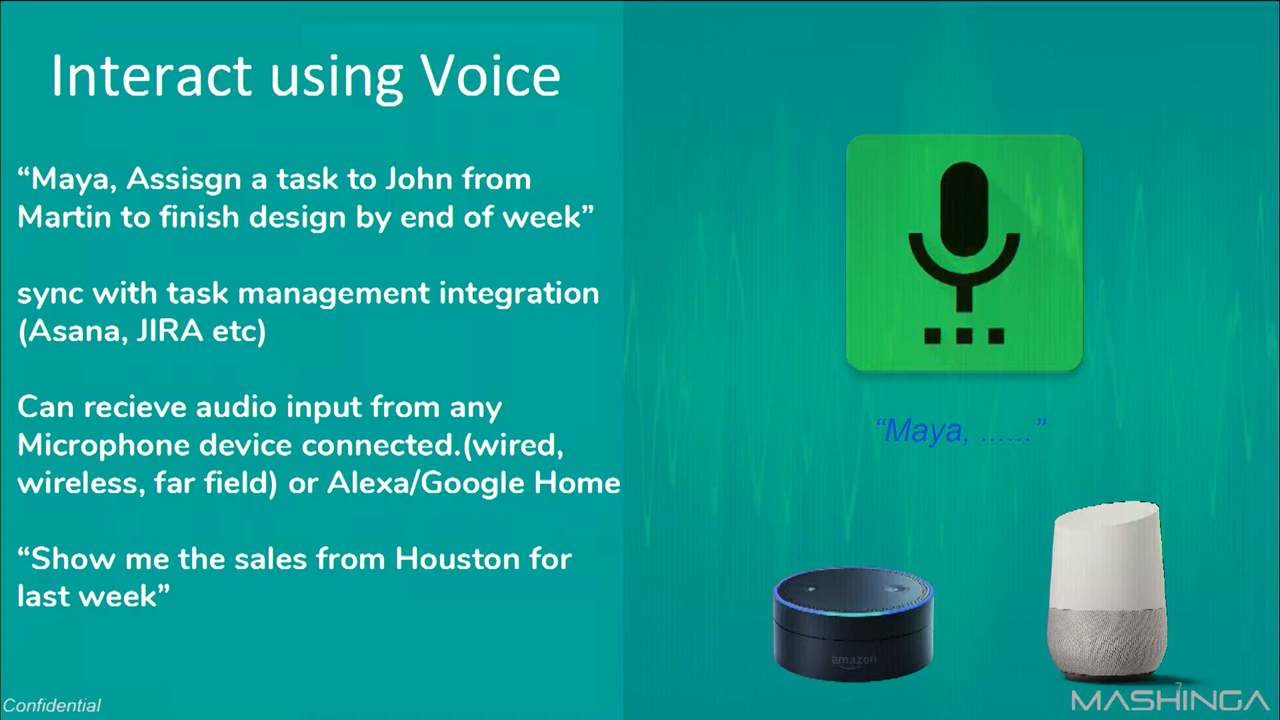 Interact using Voice
“Maya, Assisgn a task to John from
Martin to finish design by end of week”
sync with task management integration
(Asana, JIRA etc)
Can recieve audio input from any
Microphone device connected.(wired,
wireless, far field) or Alexa/Google Home
“Show me the sales from Houston for
last week”
“Maya, ......”
amazon
Confidential
7
MASHINGA